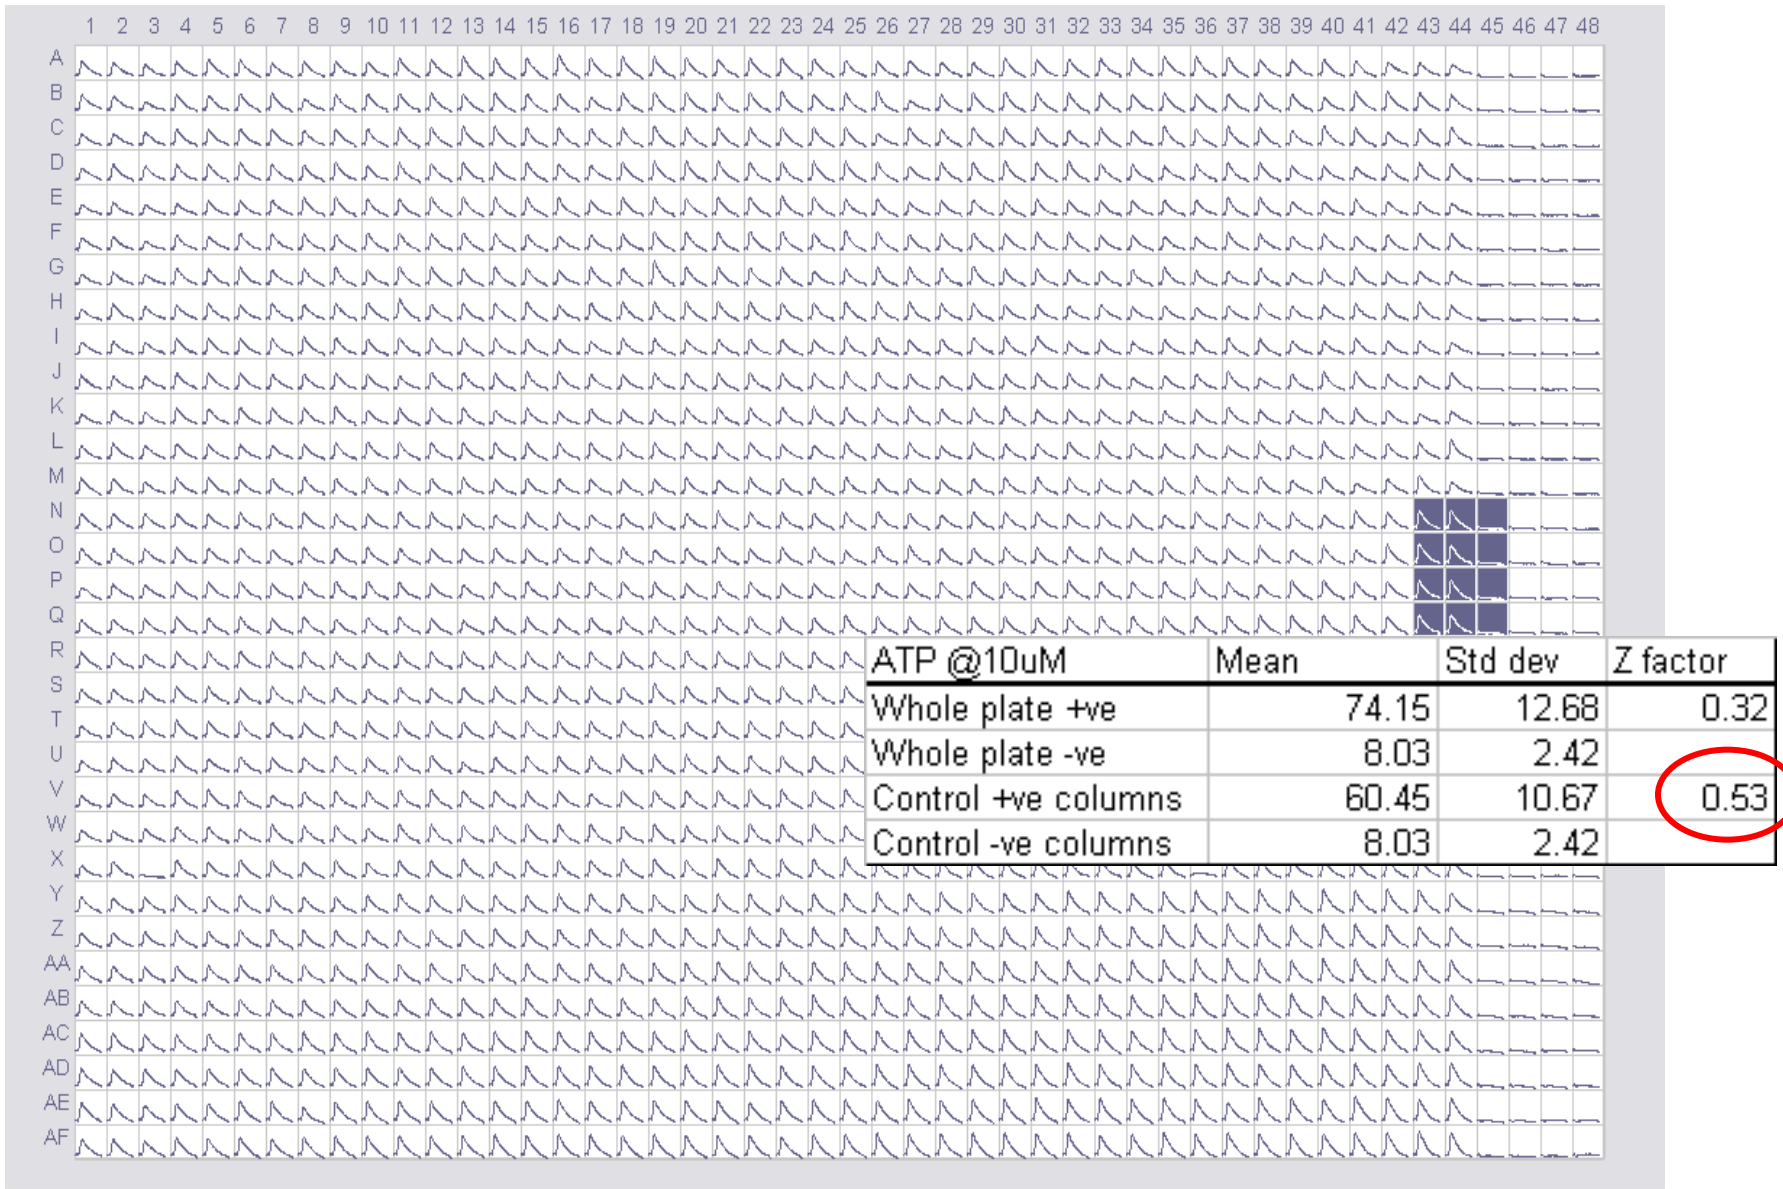 1 2 3 4 5 6 7 8 9 10 11 12 13 14 15 16 17 18 19 20 21 22 23 24 25 26 27 28 29 30 31 32 33 34 35 36 37 38 39 40 41 42 43 44 45 46 47 48
A
B
C
D
E
F
G
H
I
J
K
L
M
N
O
P
Q
R
S
T
U
V
W
X
Y
Z
AA
AB
AC
AD
AE
AF
ATP @10uM Mean Std dev Z factor
Whole plate +ve 74.15 12.68 0.32
Whole plate -ve 8.03 2.42
Control +ve columns 60.45 10.67 0.53
Control -ve columns 8.03 2.42